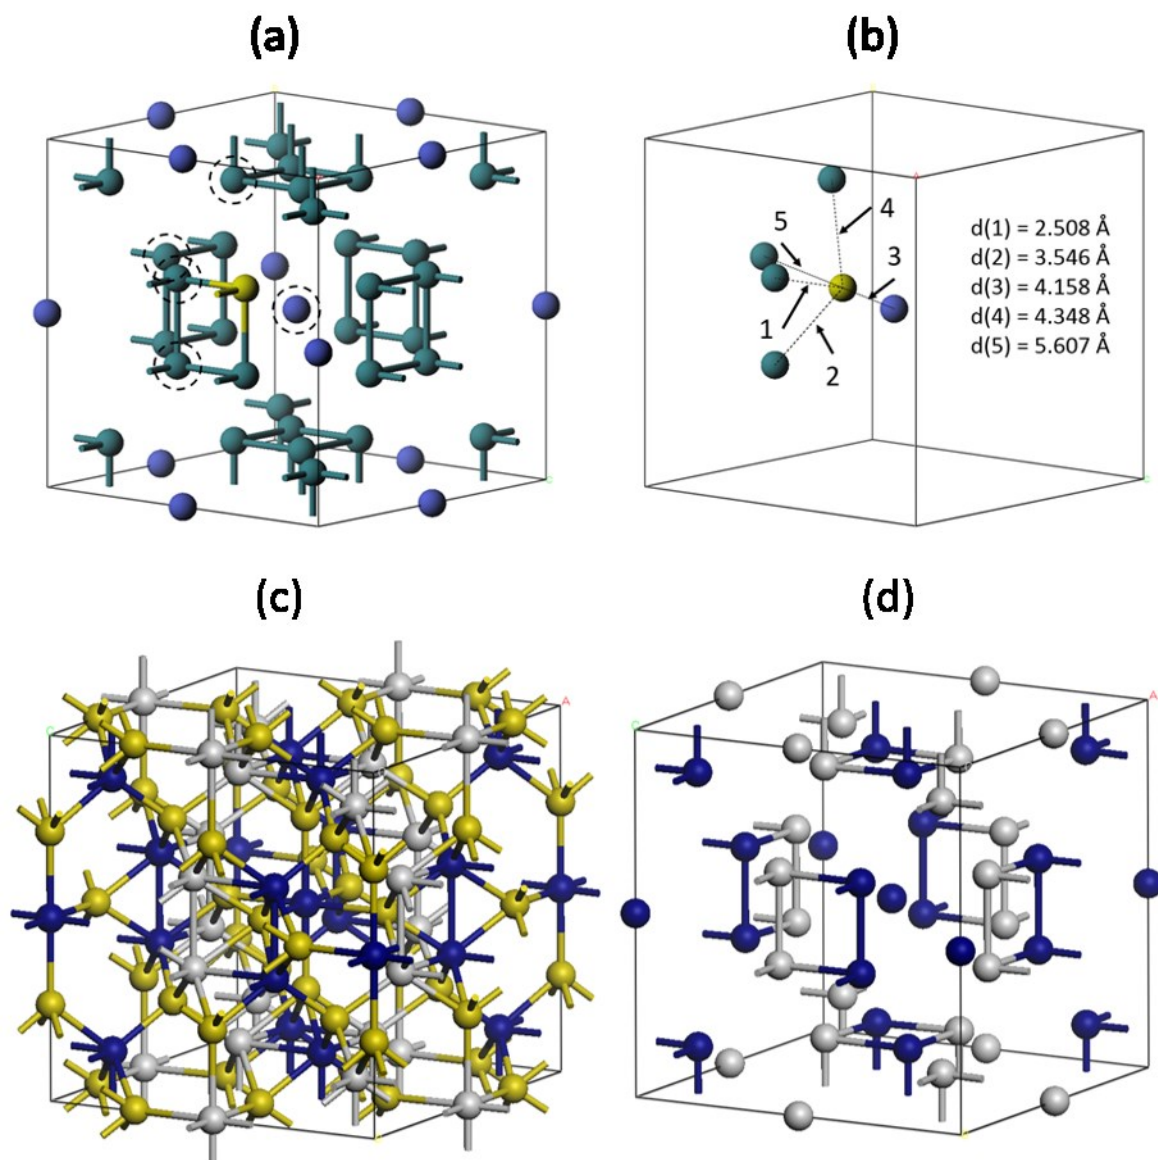 (a)
(b)
4
5
3
1
2
d(1) = 2.508 Å
d(2) = 3.546 Å
d(3) = 4.158 Å
d(4) = 4.348 Å
d(5) = 5.607 Å
A
C
(c)
(d)
C
A
C
A